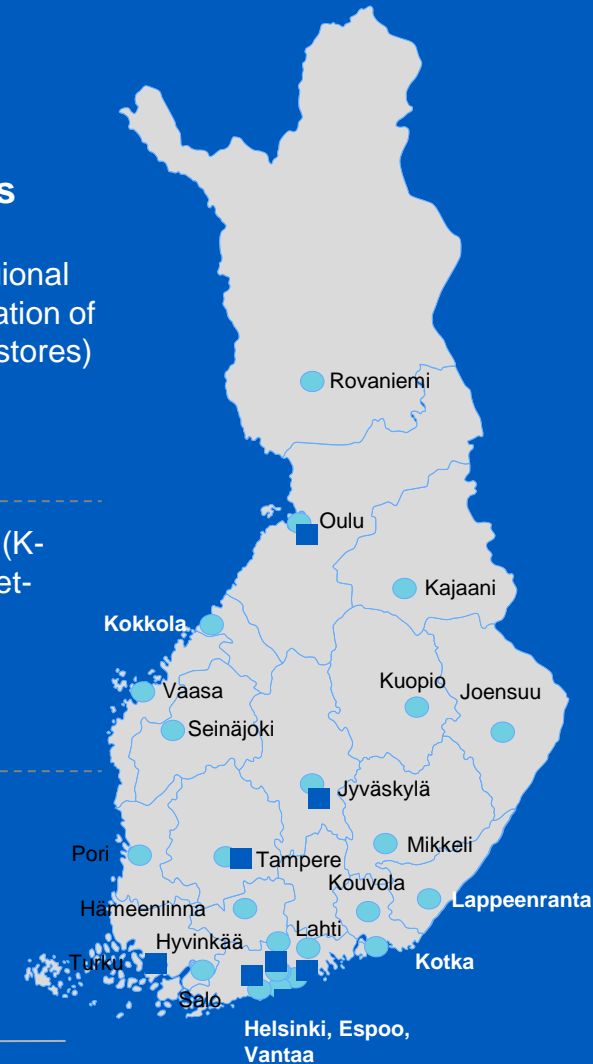 s
gional
ation of
stores)
(K-
et-
Rovaniemi
Oulu
Kajaani
Kokkola
Kuopio
Joensuu
Vaasa
Seinäjoki
Jyväskylä
Mikkeli
Pori
Tampere
Kouvola
Hämeenlinna
Lappeenranta
Lahti
Hyvinkää
Turku
Kotka
Salo
Helsinki, Espoo,
Vantaa